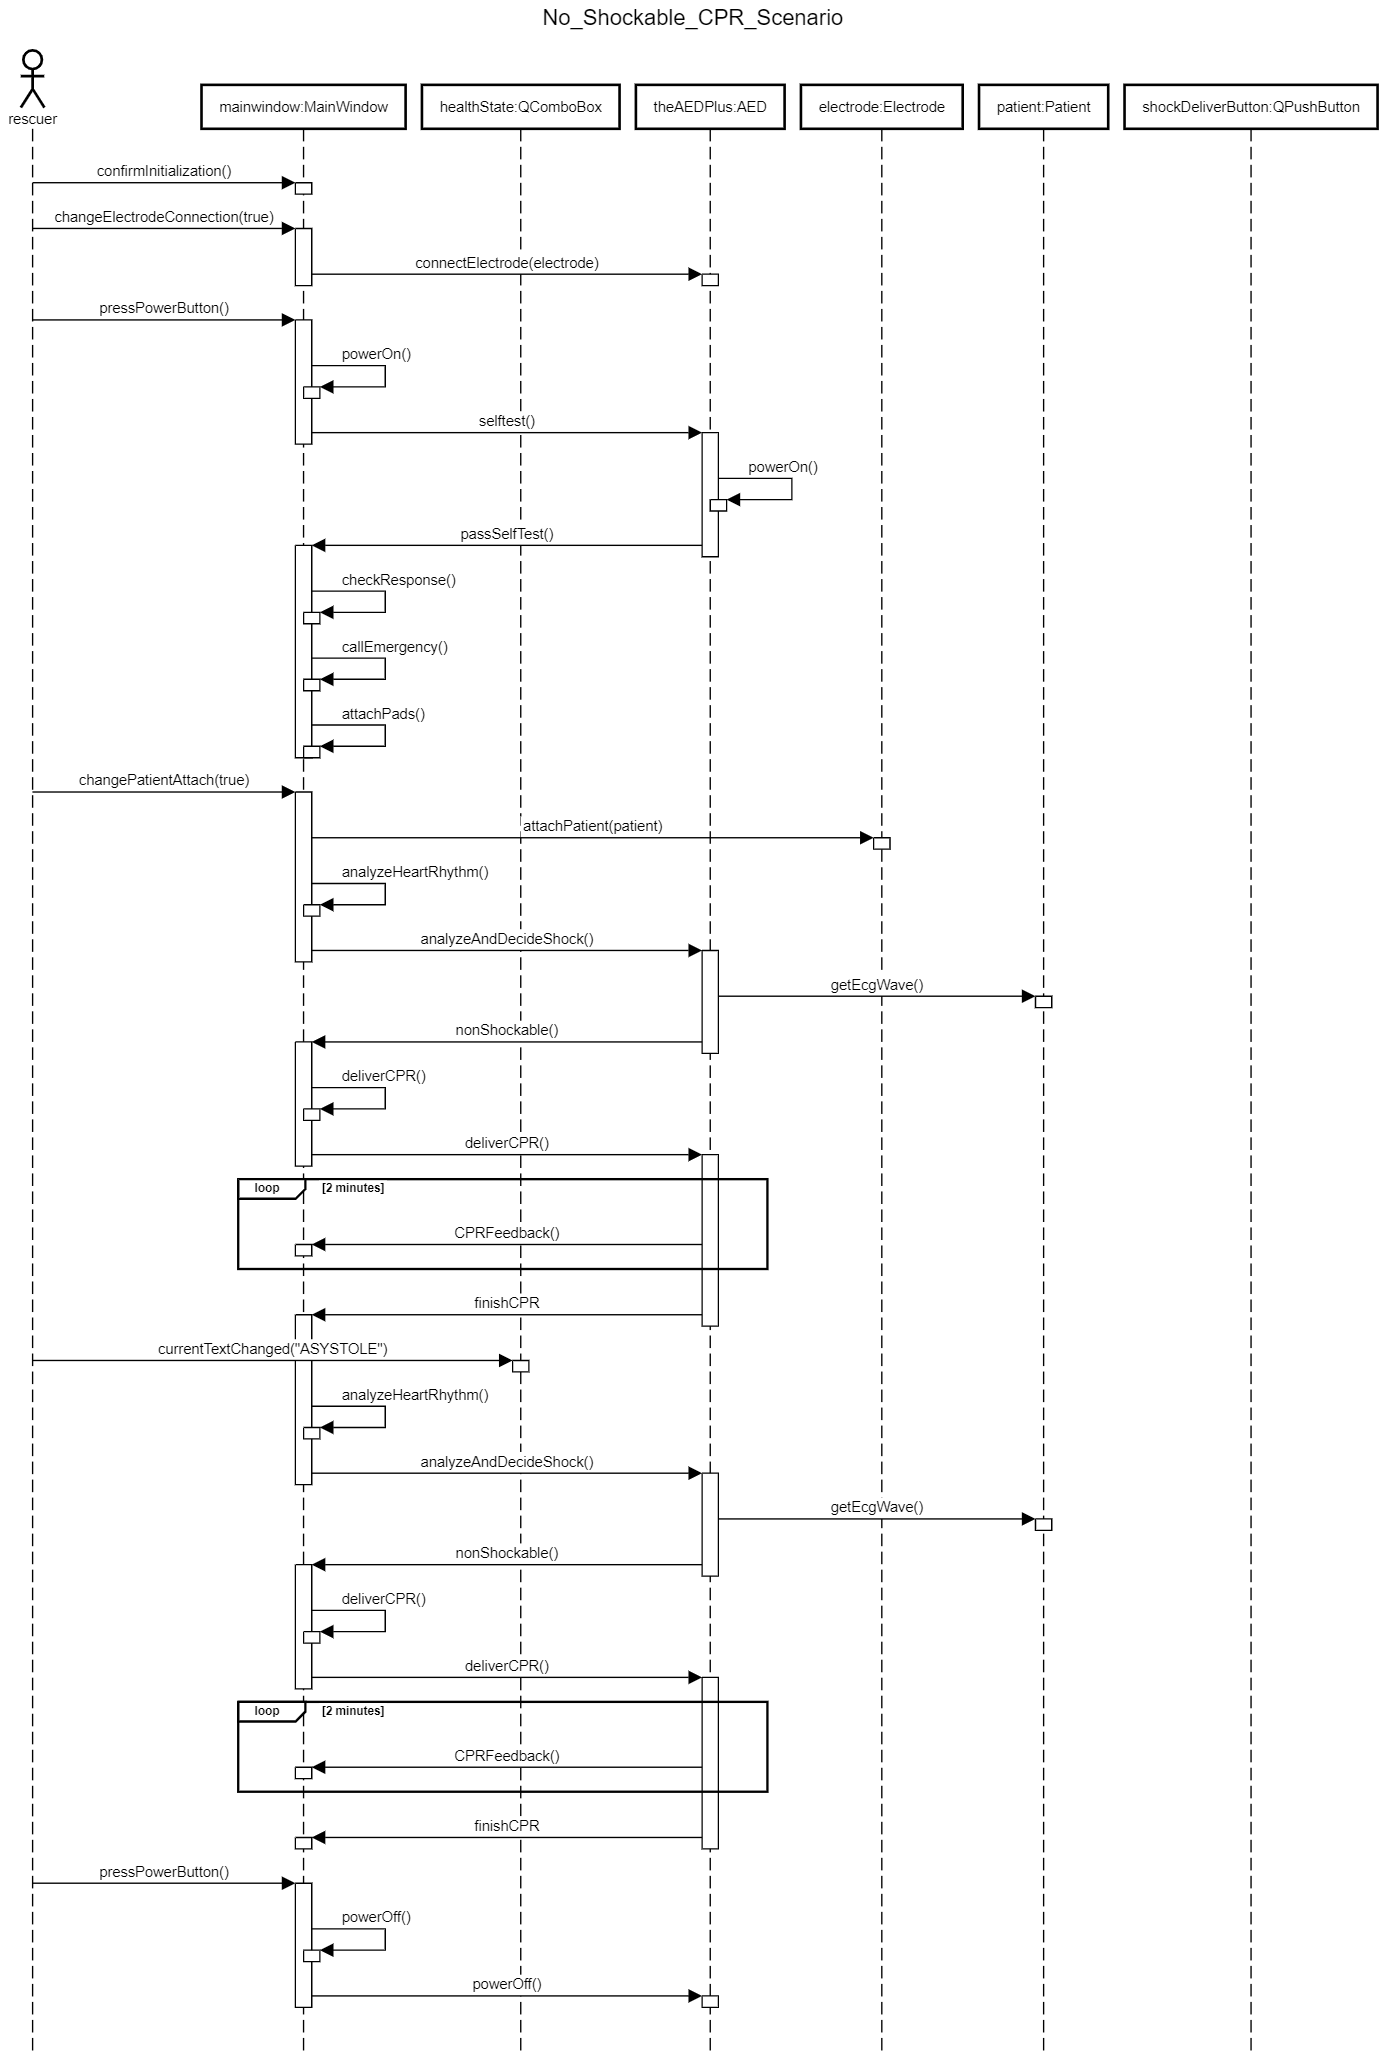 No_Shockable_CPR_Scenario
rescuer
mainwindow:MainWindow
healthState:QComboBox
theAEDPlus:AED
electrode:Electrode
patient:Patient
shockDeliverButton:QPushButton
confirmInitialization()
changeElectrodeConnection(true)
connectElectrode(electrode)
pressPowerButton()
powerOn()
selftest()
powerOn()
passSelfTest()
checkResponse()
callEmergency()
attachPads()
changePatientAttach(true)
attachPatient(patient)
analyzeHeartRhythm()
analyzeAndDecideShock()
getEcgWave()
nonShockable()
deliverCPR()
deliverCPR()
loop [2 minutes]
CPRFeedback()
finishCPR
currentTextChanged("ASYSTOLE")
analyzeHeartRhythm()
analyzeAndDecideShock()
getEcgWave()
nonShockable()
deliverCPR()
deliverCPR()
loop [2 minutes]
CPRFeedback()
finishCPR
pressPowerButton()
powerOff()
powerOff()